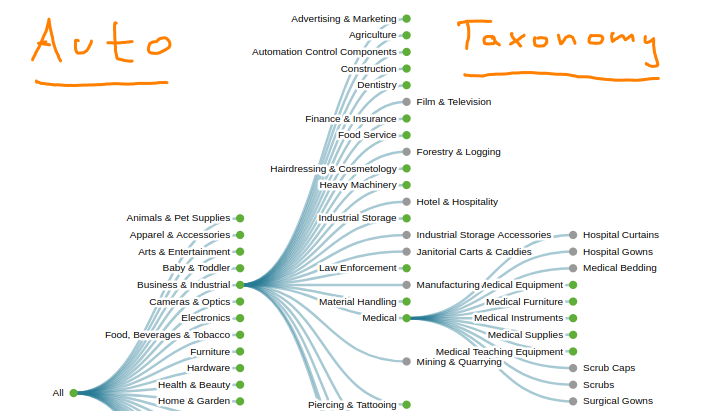 Auto Taxonomy
Advertising & Marketing
Agriculture
Automation Control Components
Construction
Dentistry
Film & Television
Finance & Insurance
Food Service
Forestry & Logging
Hairdressing & Cosmetology
Heavy Machinery
Hotel & Hospitality
Industrial Storage
Industrial Storage Accessories
Janitorial Carts & Caddies
Law Enforcement
Manufacturing
Material Handling
Medical
Mining & Quarrying
Piercing & Tattooing
Animals & Pet Supplies
Apparel & Accessories
Arts & Entertainment
Baby & Toddler
Business & Industrial
Cameras & Optics
Electronics
Food, Beverages & Tobacco
Furniture
Hardware
Health & Beauty
Home & Garden
All
Hospital Curtains
Hospital Gowns
Medical Bedding
Medical Equipment
Medical Furniture
Medical Instruments
Medical Supplies
Medical Teaching Equipment
Scrub Caps
Scrubs
Surgical Gowns